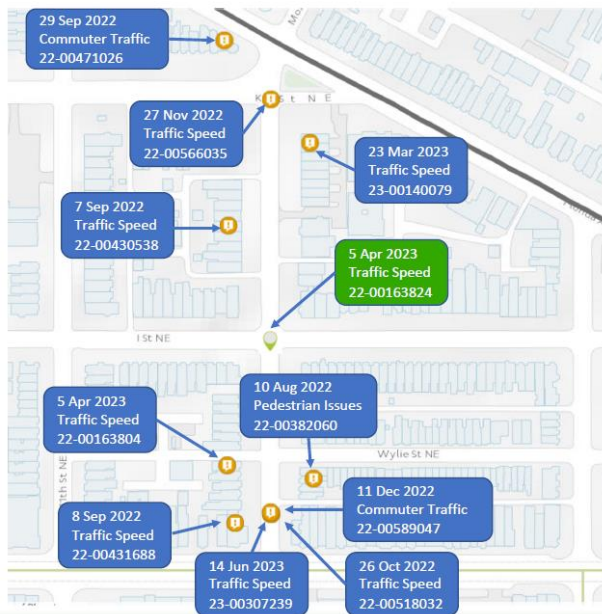 29 Sep 2022
Commuter Traffic
22-00471026
27 Nov 2022
Traffic Speed
22-00566035
23 Mar 2023
Traffic Speed
23-00140079
7 Sep 2022
Traffic Speed
22-00430538
5 Apr 2023
Traffic Speed
22-00163824
I St NE
5 Apr 2023
Traffic Speed
22-00163804
10 Aug 2022
Pedestrian Issues
22-00382060
Wylie St NE
11 Dec 2022
Commuter Traffic
22-00589047
8 Sep 2022
Traffic Speed
22-00431688
14 Jun 2023
Traffic Speed
23-00307239
26 Oct 2022
Traffic Speed
22-00518032